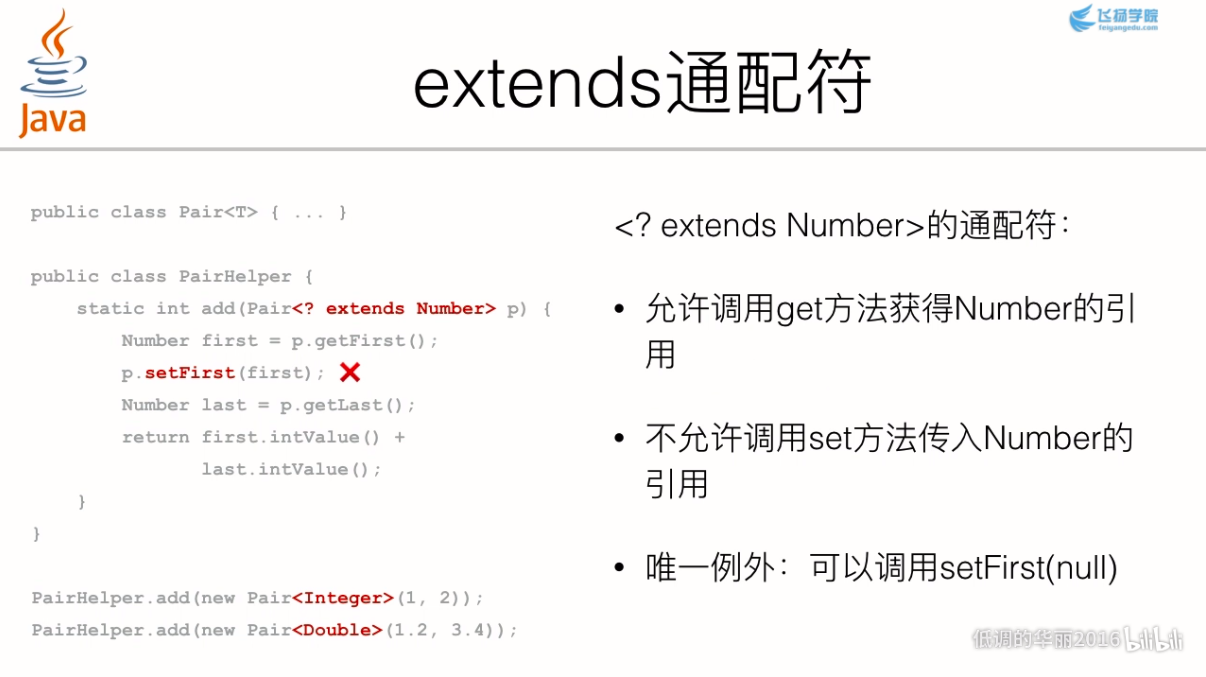 Java
飞扬学院
feiyangedu.com
extends通配符
public class Pair<T> { ... }
public class PairHelper {
static int add(Pair<? extends Number> p) {
Number first = p.getFirst();
p.setFirst(first);
Number last = p.getLast();
return first.intValue() +
last.intValue();
}
}
PairHelper.add(new Pair<Integer>(1, 2));
PairHelper.add(new Pair<Double>(1.2, 3.4));
<? extends Number>的通配符：
• 允许调用get方法获得Number的引
用
• 不允许调用set方法传入Number的
引用
• 唯一例外：可以调用setFirst(null)
低调的华丽2016 bilibili